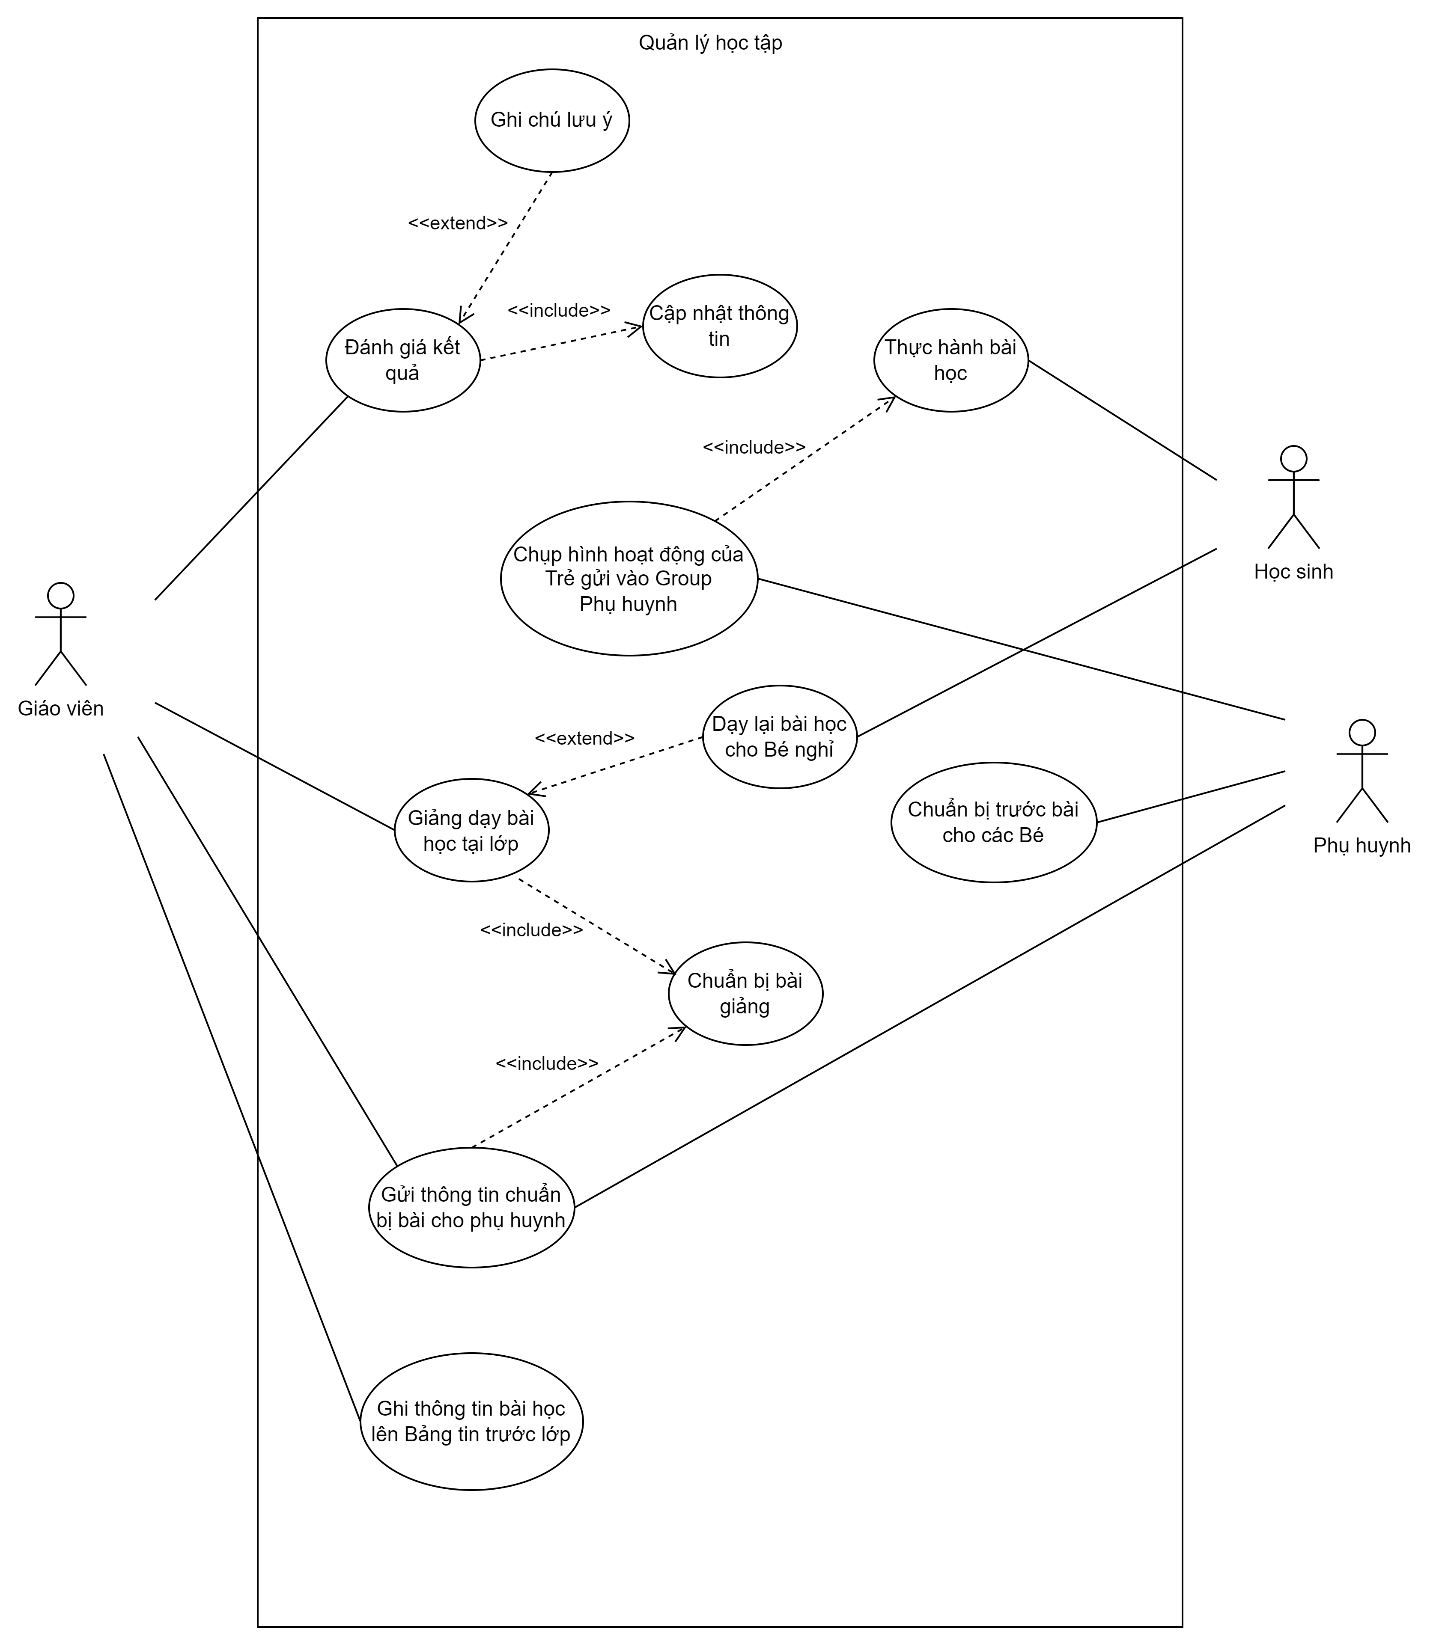 Quản lý học tập
Ghi chú lưu ý
<<extend>>
<<include>>
Cập nhật thông
tin
Đánh giá kết
quả
Thực hành bài
học
<<include>>
Chụp hình hoạt động của
Trẻ gửi vào Group
Phụ huynh
Học sinh
Giáo viên
Dạy lại bài học
cho Bé nghỉ
<<extend>>
Giảng dạy bài
học tại lớp
Chuẩn bị trước bài
cho các Bé
Phụ huynh
<<include>>
Chuẩn bị bài
giảng
<<include>>
Gửi thông tin chuẩn
bị bài cho phụ huynh
Ghi thông tin bài học
lên Bảng tin trước lớp